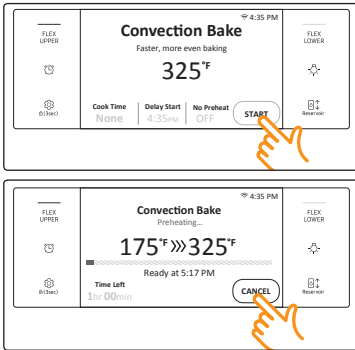 4:35 PM
FLEX
UPPER
Convection Bake
FLEX
LOWER
Faster, more even baking
325°F
(3sec)
Cook Time
None
Delay Start
4:35PM
No Preheat
OFF
START
Reservoir
4:35 PM
FLEX
UPPER
Convection Bake
FLEX
LOWER
Preheating...
175°F 325°F
Ready at 5:17 PM
(3sec)
Time Left
1hr 00min
CANCEL
Reservoir